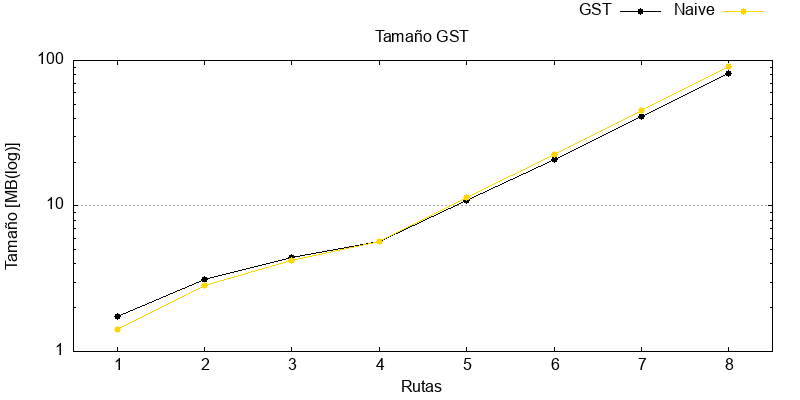 GST Naive
Tamaño GST
100
10
1
Tamaño [MB(log)]
1 2 3 4 5 6 7 8
Rutas